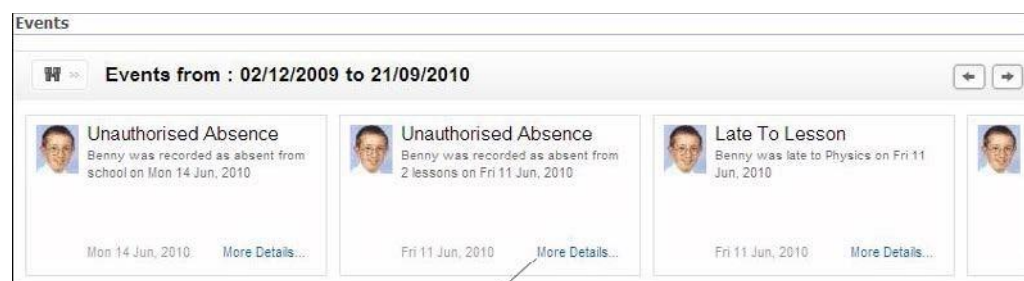 Events
Events from : 02/12/2009 to 21/09/2010
Unauthorised Absence
Benny was recorded as absent from
school on Mon 14 Jun, 2010
Mon 14 Jun, 2010 More Details...
Unauthorised Absence
Benny was recorded as absent from
2 lessons on Fri 11 Jun, 2010
Fri 11 Jun, 2010 More Details...
Late To Lesson
Benny was late to Physics on Fri 11
Jun, 2010
Fri 11 Jun, 2010 More Details...